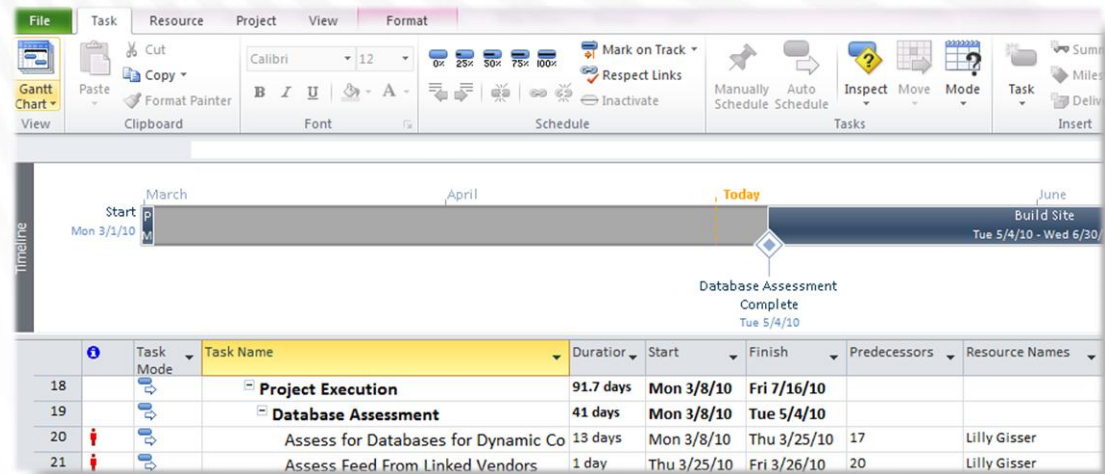 File Task Resource Project View Format
Gantt Chart
View
Paste
Cut
Copy
Format Painter
Clipboard
Calibri 12
B I U A
Font
0% 25% 50% 75% 100%
Mark on Track
Respect Links
Inactivate
Schedule
Manually Schedule
Auto Schedule
Inspect
Move
Mode
Tasks
Task
Insert
Timeline
March April Today June
Start
Mon 3/1/10
P
M
Build Site
Tue 5/4/10 - Wed 6/30/
Database Assessment
Complete
Tue 5/4/10
Task Mode Task Name Duration Start Finish Predecessors Resource Names
18 Project Execution 91.7 days Mon 3/8/10 Fri 7/16/10
19 Database Assessment 41 days Mon 3/8/10 Tue 5/4/10
20 Assess for Databases for Dynamic Co 13 days Mon 3/8/10 Thu 3/25/10 17 Lilly Gisser
21 Assess Feed From Linked Vendors 1 day Thu 3/25/10 Fri 3/26/10 20 Lilly Gisser